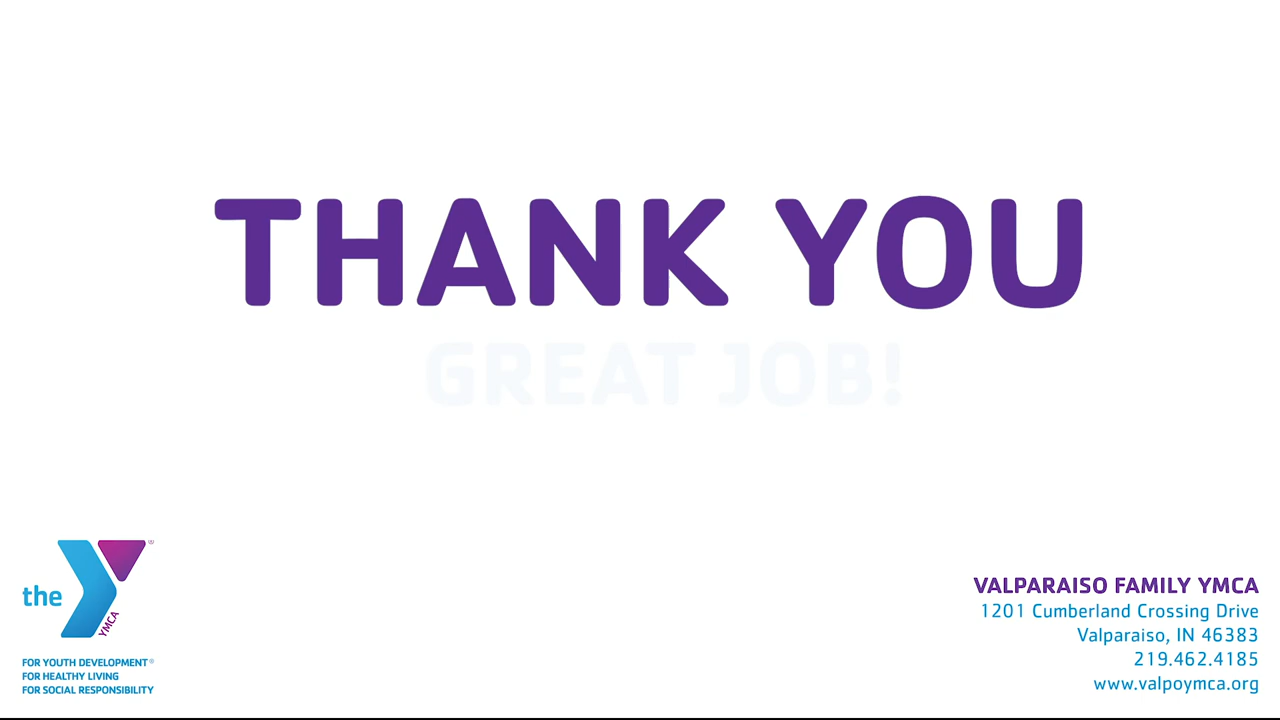 THANK YOU
GREAT JOB!
the
YMCA
®
FOR YOUTH DEVELOPMENT®
FOR HEALTHY LIVING
FOR SOCIAL RESPONSIBILITY
VALPARAISO FAMILY YMCA
1201 Cumberland Crossing Drive
Valparaiso, IN 46383
219.462.4185
www.valpoymca.org